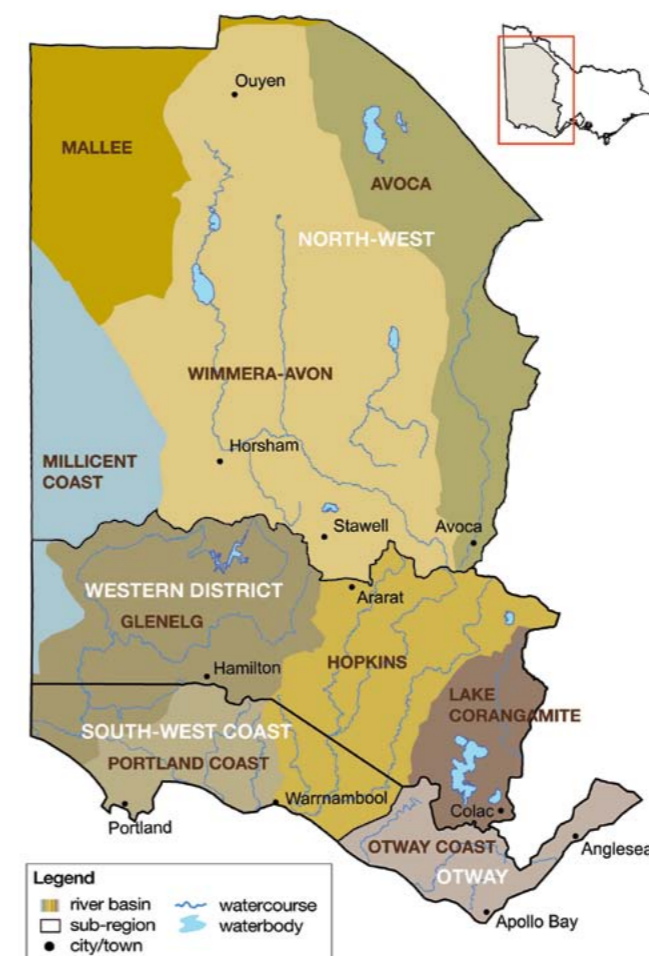 Ouyen
MALLEE
AVOCA
NORTH-WEST
WIMMERA-AVON
Horsham
MILLICENT
COAST
Stawell
Avoca
WESTERN DISTRICT
Ararat
GLENELG
Hamilton
HOPKINS
LAKE
CORANGAMITE
SOUTH-WEST COAST
PORTLAND COAST
Warrnambool
Portland
Colac
OTWAY COAST
Anglesea
OTWAY
Apollo Bay
Legend
river basin
watercourse
sub-region
waterbody
city/town